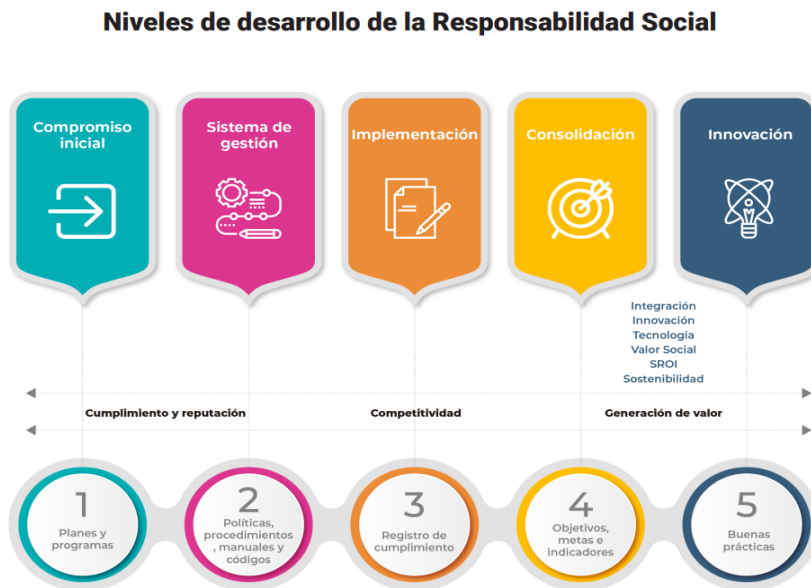 Niveles de desarrollo de la Responsabilidad Social
Compromiso
inicial
Sistema de
gestión
Implementación
Consolidación
Innovación
Integración
Innovación
Tecnología
Valor Social
SROI
Sostenibilidad
Cumplimiento y reputación
Competitividad
Generación de valor
1
Planes y
programas
2
Políticas,
procedimientos
, manuales y
códigos
3
Registro de
cumplimiento
4
Objetivos,
metas e
indicadores
5
Buenas
prácticas